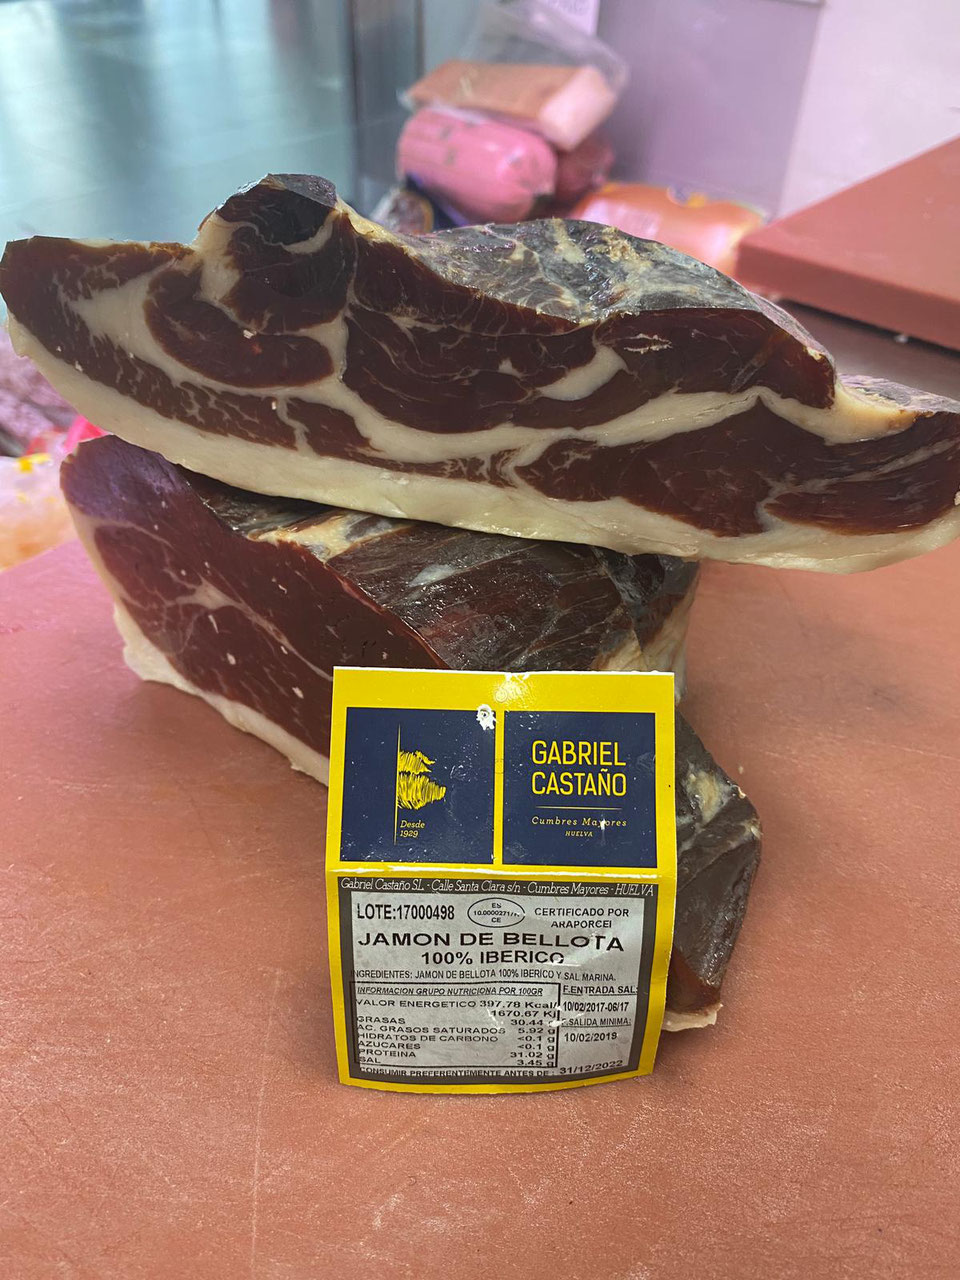 Desde
1929
GABRIEL
CASTAÑO
Cumbres Mayores
HUELVA
Gabriel Castaño S.L. - Calle Santa Clara s/n - Cumbres Mayores - HUELVA
LOTE:17000498
ES
10.0000271/
CE
CERTIFICADO POR
ARAPORCEI
JAMON DE BELLOTA
100% IBERICO
INGREDIENTES: JAMON DE BELLOTA 100% IBERICO Y SAL MARINA.
INFORMACION GRUPO NUTRICIONA POR 100GR
VALOR ENERGETICO 397,78 Kcal/
1670.67 Kj
GRASAS 30.44 g
AC. GRASOS SATURADOS 5.92 g
HIDRATOS DE CARBONO <0.1 g
AZUCARES <0.1 g
PROTEINA 31.02 g
SAL 3.45 g
F.ENTRADA SAL:
10/02/2017-06/17
F.SALIDA MINIMA:
10/02/2019
CONSUMIR PREFERENTEMENTE ANTES DE : 31/12/2022